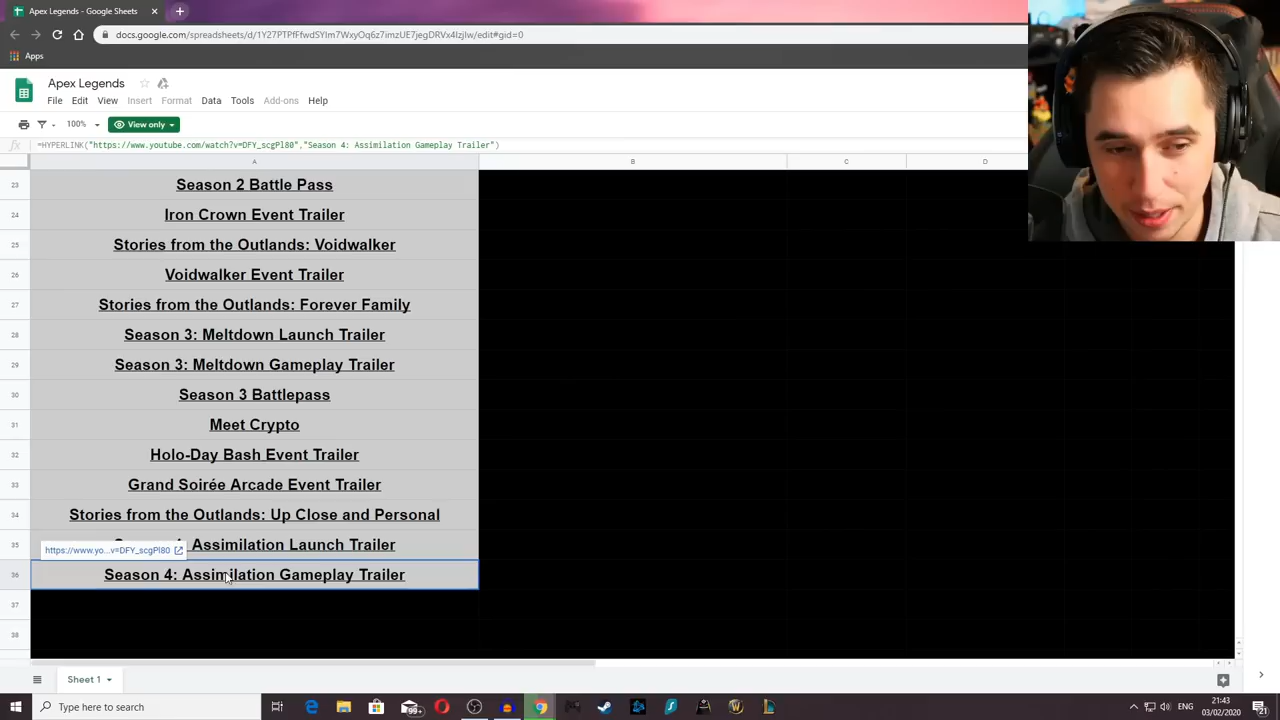 Apex Legends - Google Sheets
docs.google.com/spreadsheets/d/1Y27PTPfFfwdSYIm7WxyOq6z7imzUE7jegDRVx4Izjlw/edit#gid=0
Apps
Apex Legends
File Edit View Insert Format Data Tools Add-ons Help
100% View only
=HYPERLINK("https://www.youtube.com/watch?v=DFY_scgPl80","Season 4: Assimilation Gameplay Trailer")
A B C D
23 Season 2 Battle Pass
24 Iron Crown Event Trailer
25 Stories from the Outlands: Voidwalker
26 Voidwalker Event Trailer
27 Stories from the Outlands: Forever Family
28 Season 3: Meltdown Launch Trailer
29 Season 3: Meltdown Gameplay Trailer
30 Season 3 Battlepass
31 Meet Crypto
32 Holo-Day Bash Event Trailer
33 Grand Soirée Arcade Event Trailer
34 Stories from the Outlands: Up Close and Personal
35 Assimilation Launch Trailer
https://www.yo...v=DFY_scgPl80
36 Season 4: Assimilation Gameplay Trailer
37
38
Sheet 1
Type here to search
99+
21:43
03/02/2020
21